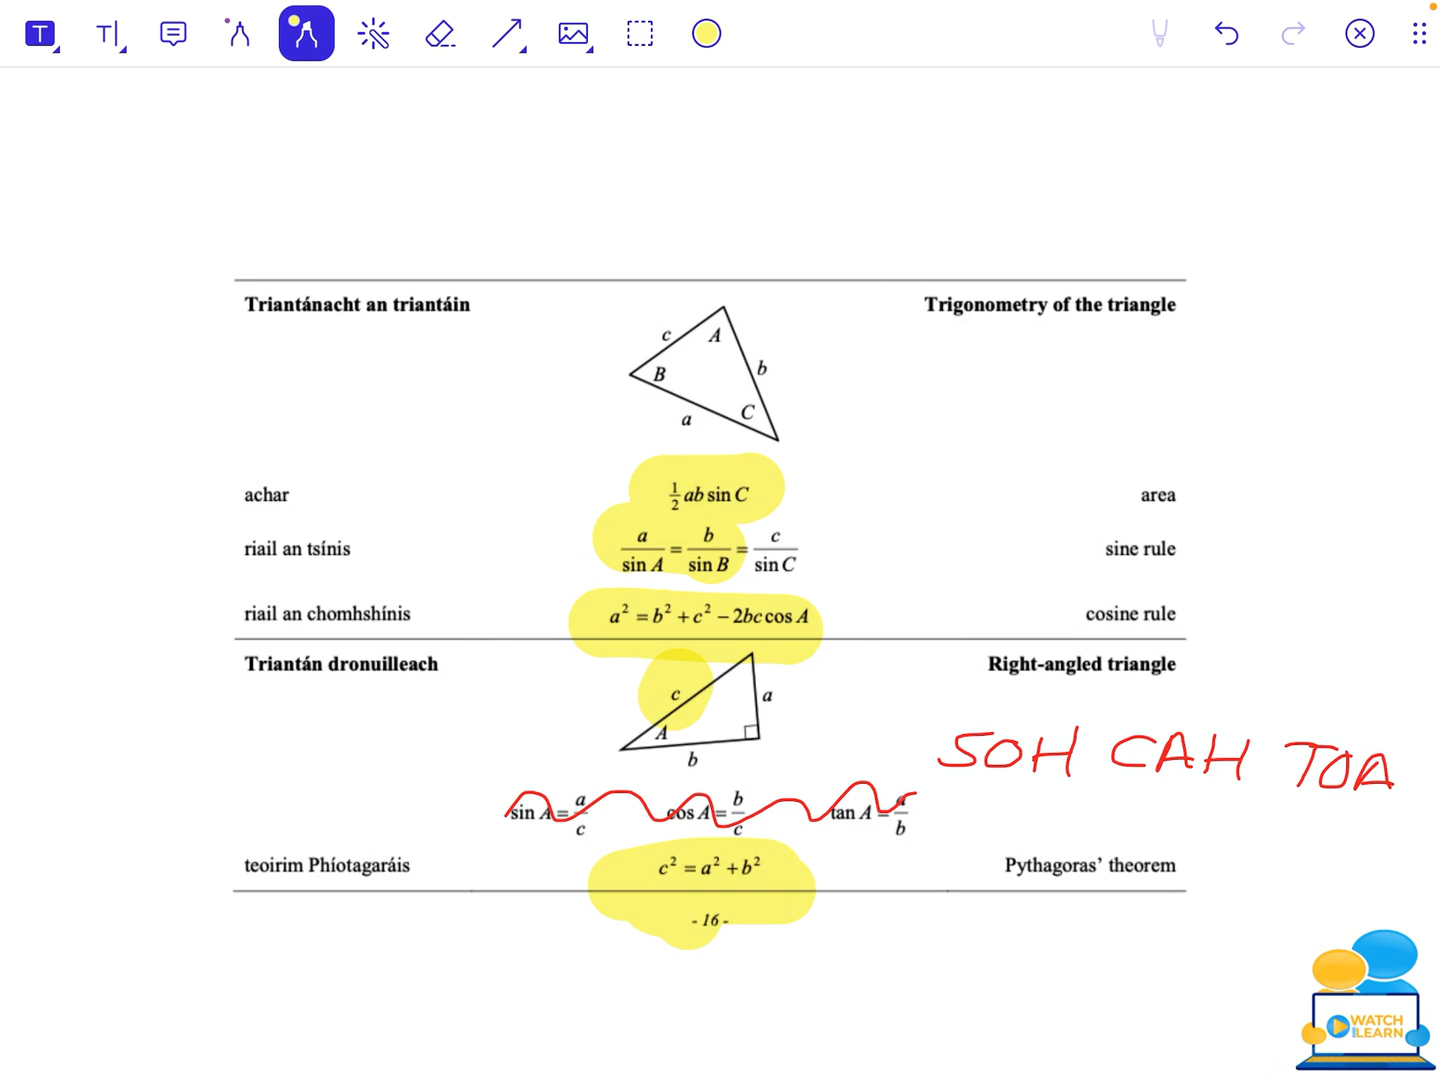 T T|
Triantánacht an triantáin Trigonometry of the triangle
c A
B b
C
a
achar ½ ab sin C area
riail an tsínis a/sin A = b/sin B = c/sin C sine rule
riail an chomhshínis a² = b² + c² − 2bc cos A cosine rule
Triantán dronuilleach Right-angled triangle
c a
A
b
SOH CAH TOA
sin A = a/c cos A = b/c tan A = a/b
teoirim Phíotagaráis c² = a² + b² Pythagoras’ theorem
- 16 -
WATCH
LEARN